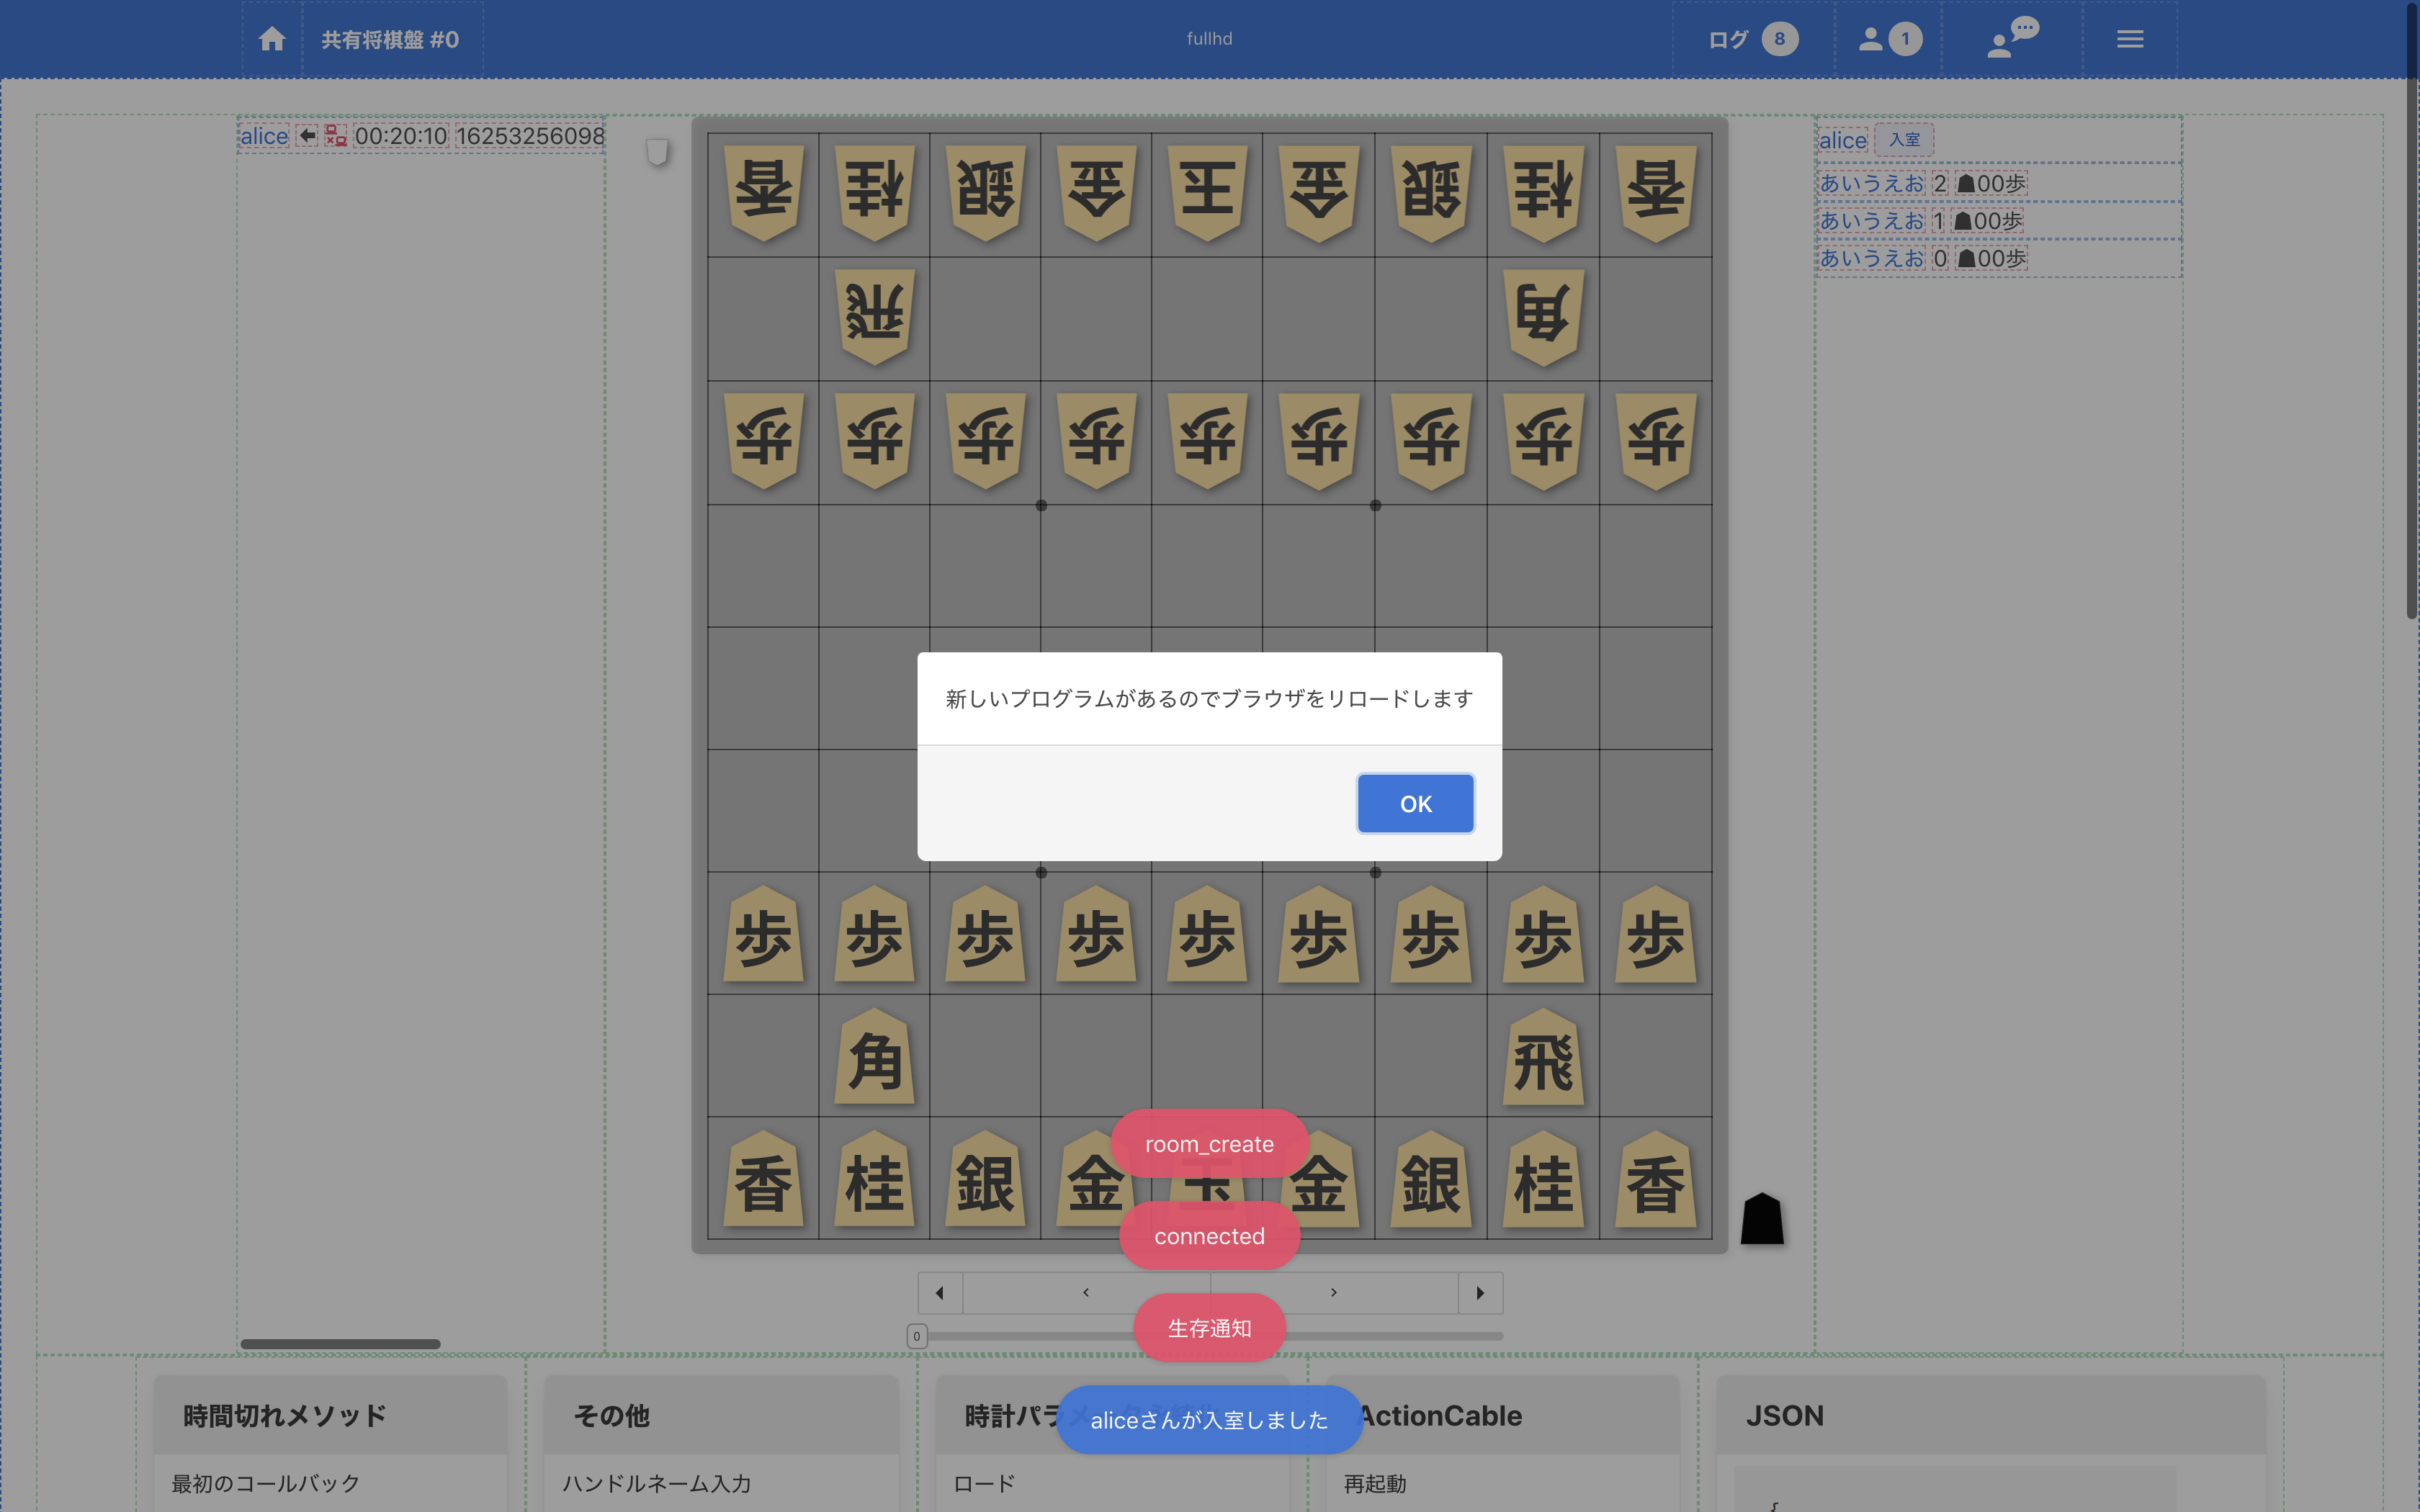 共有将棋盤 #0
fullhd
ログ 8
1
alice 00:20:10 16253256098
alice 入室
あいうえお 2 ☗00歩
あいうえお 1 ☗00歩
あいうえお 0 ☗00歩
香 桂 銀 金 玉 金 銀 桂 香
飛 角
歩 歩 歩 歩 歩 歩 歩 歩 歩
新しいプログラムがあるのでブラウザをリロードします
OK
歩 歩 歩 歩 歩 歩 歩 歩 歩
角 飛
香 桂 銀 金 玉 金 銀 桂 香
room_create
connected
生存通知
0
aliceさんが入室しました
時間切れメソッド
その他
時計パラ
ActionCable
JSON
最初のコールバック
ハンドルネーム入力
ロード
再起動
{